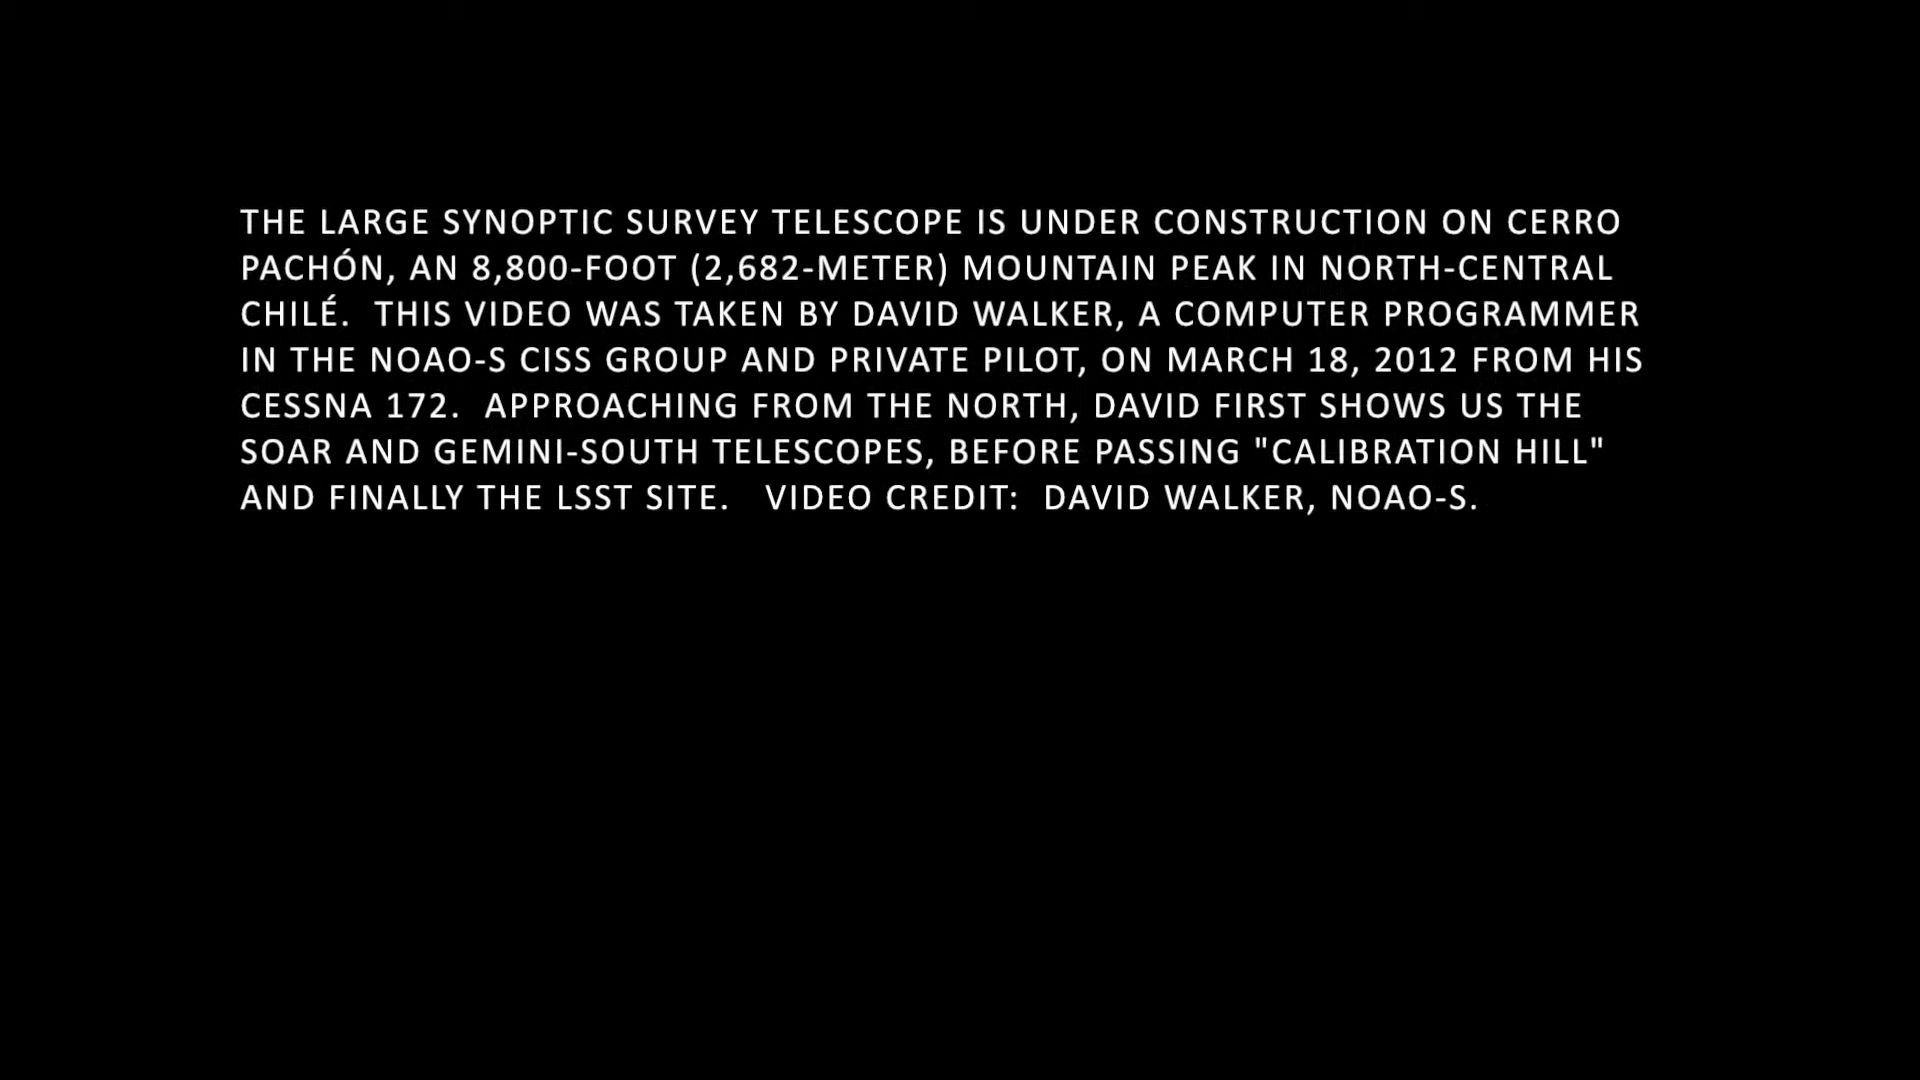 THE LARGE SYNOPTIC SURVEY TELESCOPE IS UNDER CONSTRUCTION ON CERRO
PACHÓN, AN 8,800-FOOT (2,682-METER) MOUNTAIN PEAK IN NORTH-CENTRAL
CHILÉ.  THIS VIDEO WAS TAKEN BY DAVID WALKER, A COMPUTER PROGRAMMER
IN THE NOAO-S CISS GROUP AND PRIVATE PILOT, ON MARCH 18, 2012 FROM HIS
CESSNA 172.  APPROACHING FROM THE NORTH, DAVID FIRST SHOWS US THE
SOAR AND GEMINI-SOUTH TELESCOPES, BEFORE PASSING "CALIBRATION HILL"
AND FINALLY THE LSST SITE.   VIDEO CREDIT:  DAVID WALKER, NOAO-S.